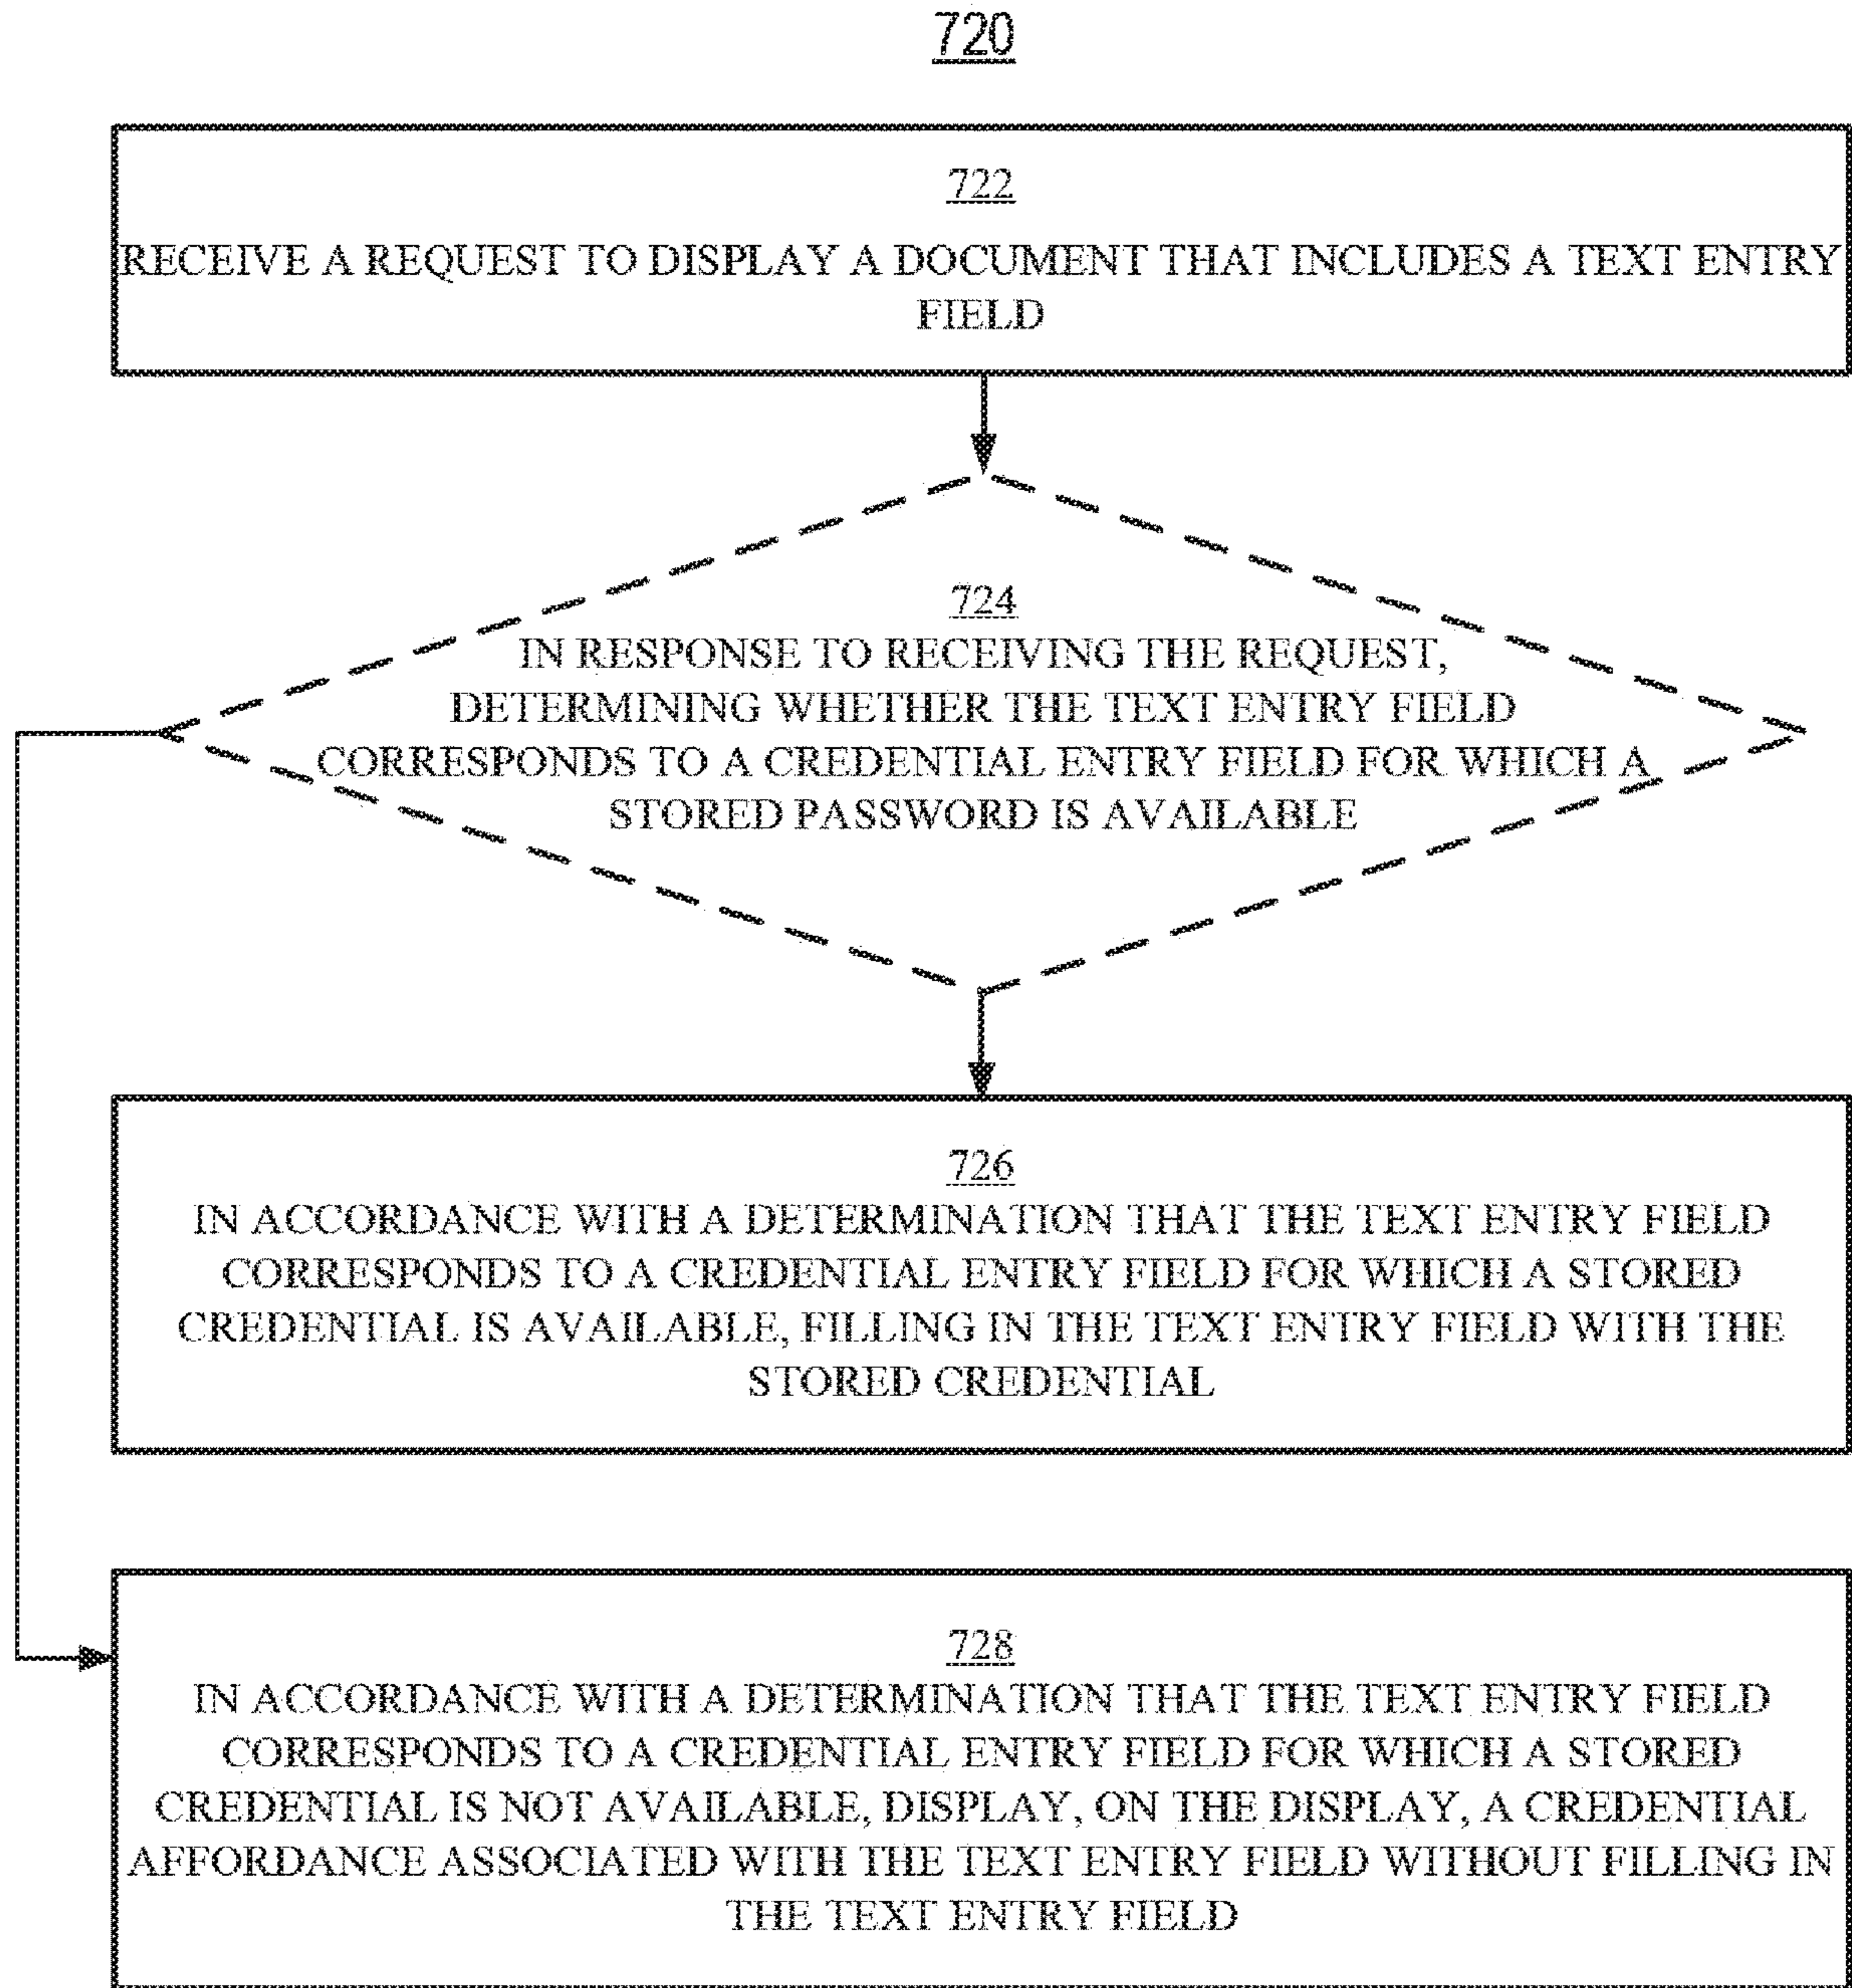 720
722
RECEIVE A REQUEST TO DISPLAY A DOCUMENT THAT INCLUDES A TEXT ENTRY
FIELD
724
IN RESPONSE TO RECEIVING THE REQUEST,
DETERMINING WHETHER THE TEXT ENTRY FIELD
CORRESPONDS TO A CREDENTIAL ENTRY FIELD FOR WHICH A
STORED PASSWORD IS AVAILABLE
726
IN ACCORDANCE WITH A DETERMINATION THAT THE TEXT ENTRY FIELD
CORRESPONDS TO A CREDENTIAL ENTRY FIELD FOR WHICH A STORED
CREDENTIAL IS AVAILABLE, FILLING IN THE TEXT ENTRY FIELD WITH THE
STORED CREDENTIAL
728
IN ACCORDANCE WITH A DETERMINATION THAT THE TEXT ENTRY FIELD
CORRESPONDS TO A CREDENTIAL ENTRY FIELD FOR WHICH A STORED
CREDENTIAL IS NOT AVAILABLE, DISPLAY, ON THE DISPLAY, A CREDENTIAL
AFFORDANCE ASSOCIATED WITH THE TEXT ENTRY FIELD WITHOUT FILLING IN
THE TEXT ENTRY FIELD